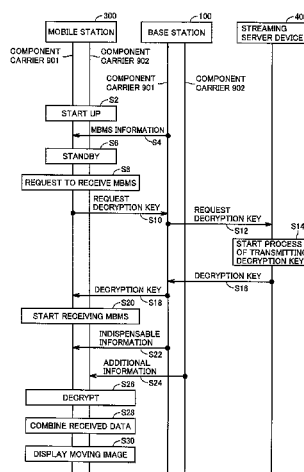 300
100
MOBILE STATION
BASE STATION
STREAMING
SERVER DEVICE
COMPONENT
CARRIER 901
COMPONENT
CARRIER 902
COMPONENT
CARRIER 901
COMPONENT
CARRIER 902
S2
START UP
MBMS INFORMATION
S4
S6
STANDBY
S8
REQUEST TO RECEIVE MBMS
REQUEST
DECRYPTION KEY
S10
REQUEST
DECRYPTION KEY
S12
S14
START PROCESS
OF TRANSMITTING
DECRYPTION KEY
DECRYPTION KEY
S16
DECRYPTION KEY
S18
S20
START RECEIVING MBMS
INDISPENSABLE
INFORMATION
S22
ADDITIONAL
INFORMATION
S24
S26
DECRYPT
S28
COMBINE RECEIVED DATA
S30
DISPLAY MOVING IMAGE